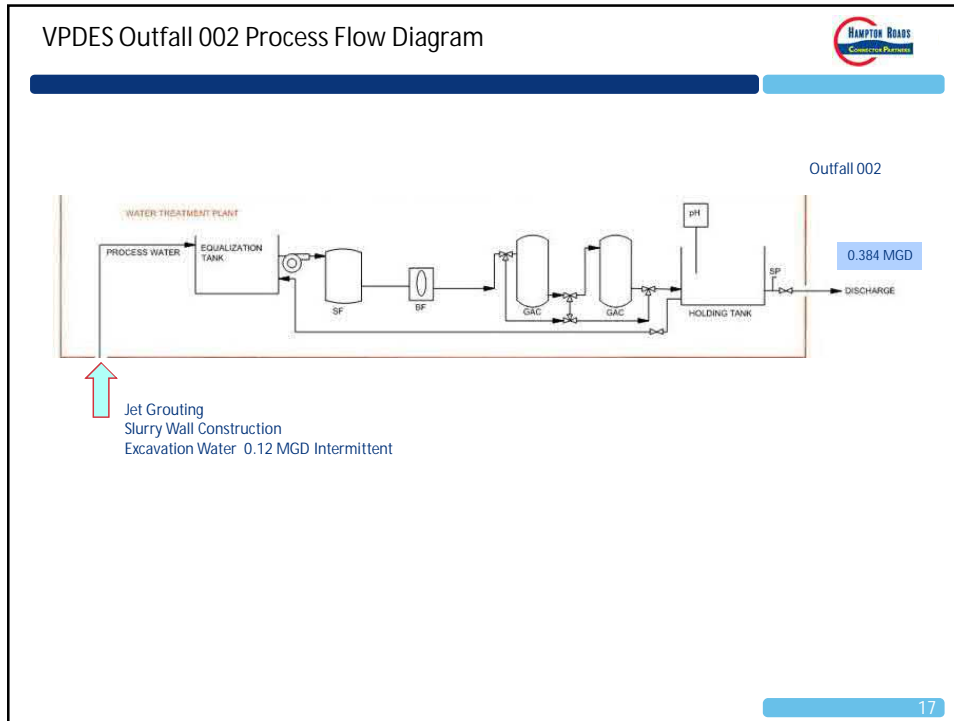 VPDES Outfall 002 Process Flow Diagram
HAMPTON ROADS
CONNECTOR PARTNERS
Outfall 002
WATER TREATMENT PLANT
PROCESS WATER
EQUALIZATION
TANK
SF
BF
GAC
GAC
pH
HOLDING TANK
SP
0.384 MGD
DISCHARGE
Jet Grouting
Slurry Wall Construction
Excavation Water 0.12 MGD Intermittent
17